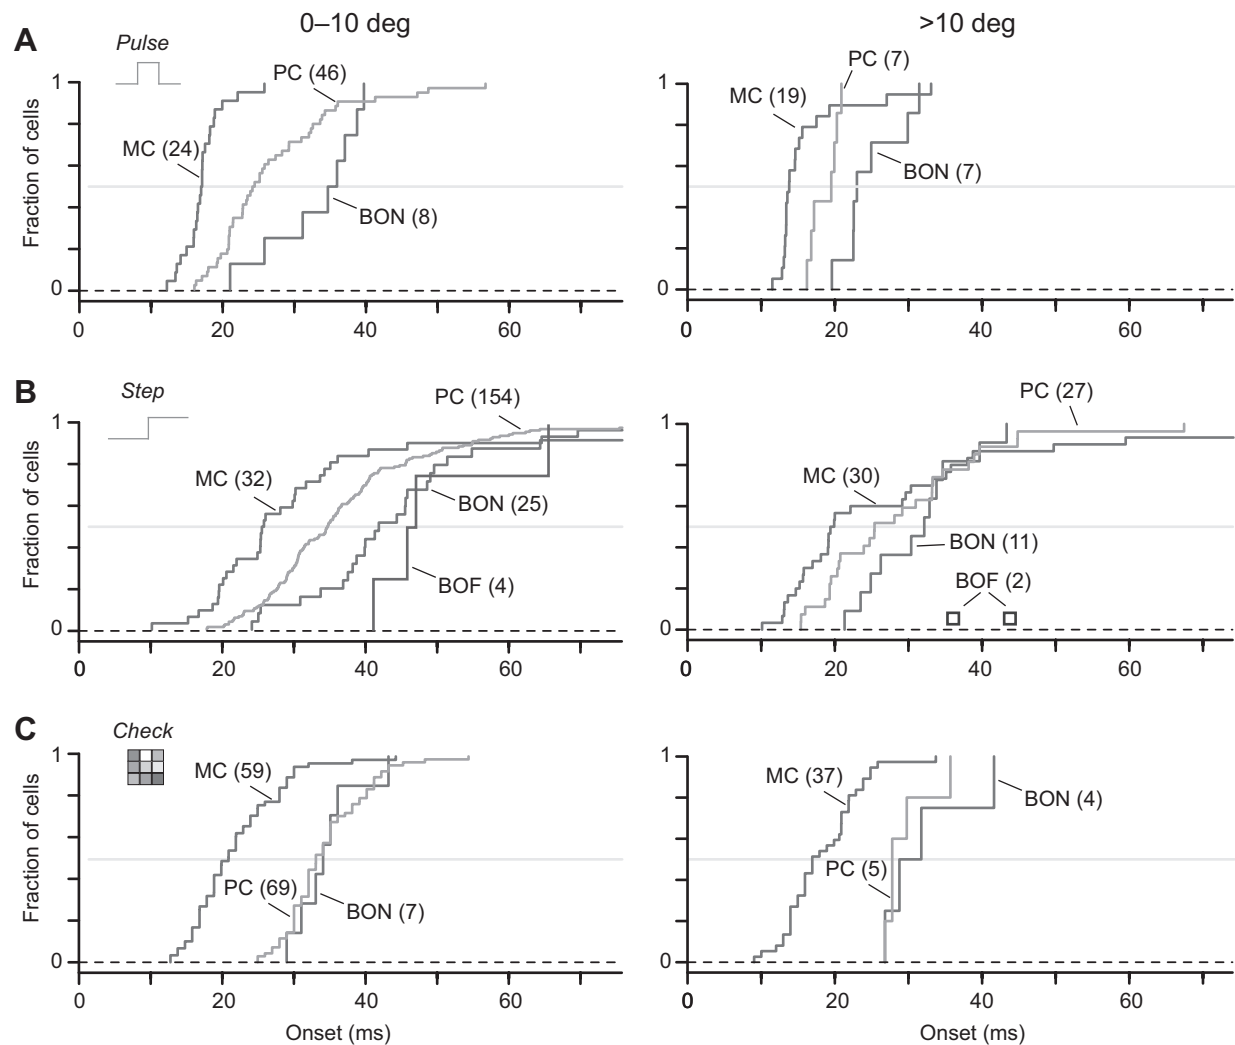 0–10 deg
>10 deg
A
Pulse
1
Fraction of cells
0
MC (24)
PC (46)
BON (8)
0 20 40 60
1
0
MC (19)
PC (7)
BON (7)
0 20 40 60
B
Step
1
Fraction of cells
0
MC (32)
PC (154)
BON (25)
BOF (4)
0 20 40 60
1
0
PC (27)
MC (30)
BON (11)
BOF (2)
0 20 40 60
C
Check
1
Fraction of cells
0
MC (59)
PC (69)
BON (7)
0 20 40 60
Onset (ms)
1
0
MC (37)
BON (4)
PC (5)
0 20 40 60
Onset (ms)